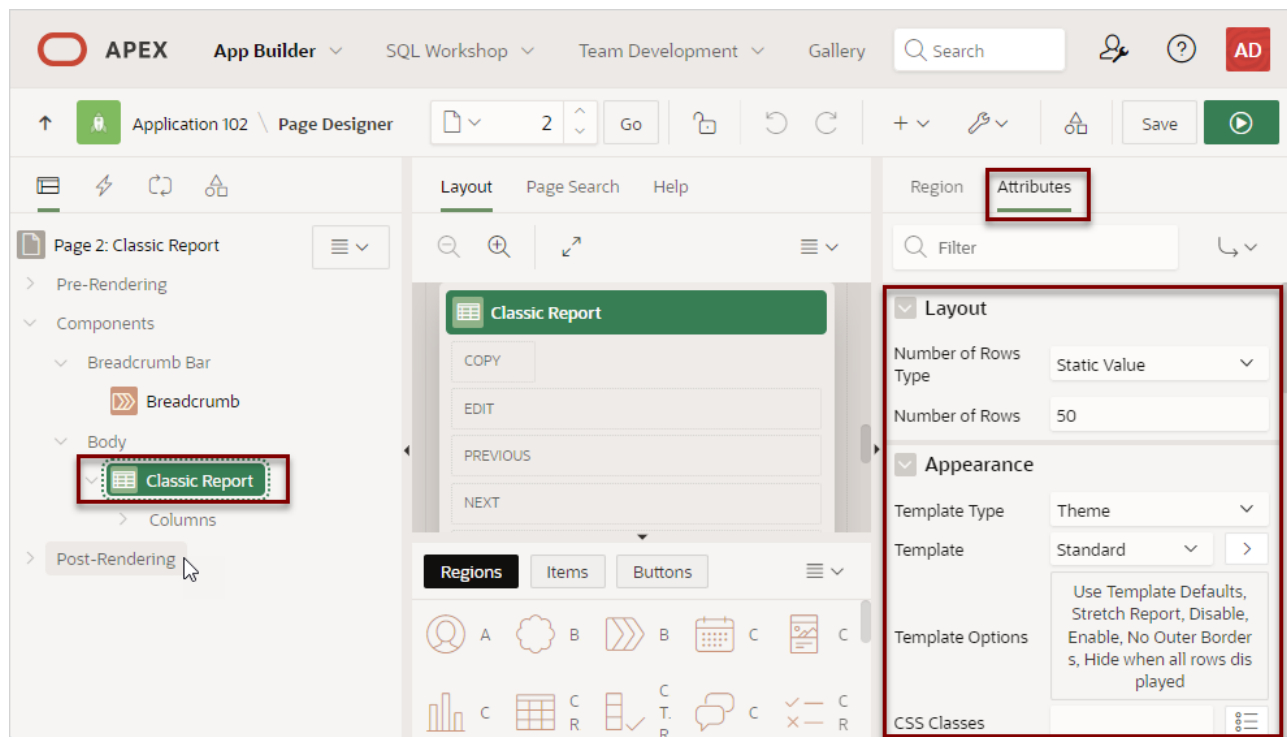 APEX App Builder SQL Workshop Team Development Gallery Search AD
Application 102 \ Page Designer 2 Go Save
Layout Page Search Help
Region Attributes
Page 2: Classic Report
Filter
Pre-Rendering
Components
Breadcrumb Bar
Breadcrumb
Body
Classic Report
Columns
Post-Rendering
Classic Report
COPY
EDIT
PREVIOUS
NEXT
Regions Items Buttons
A B B C C
C C R C T. R C C R
Layout
Number of Rows
Type
Static Value
Number of Rows 50
Appearance
Template Type Theme
Template Standard
Template Options
Use Template Defaults,
Stretch Report, Disable,
Enable, No Outer Border
s, Hide when all rows dis
played
CSS Classes